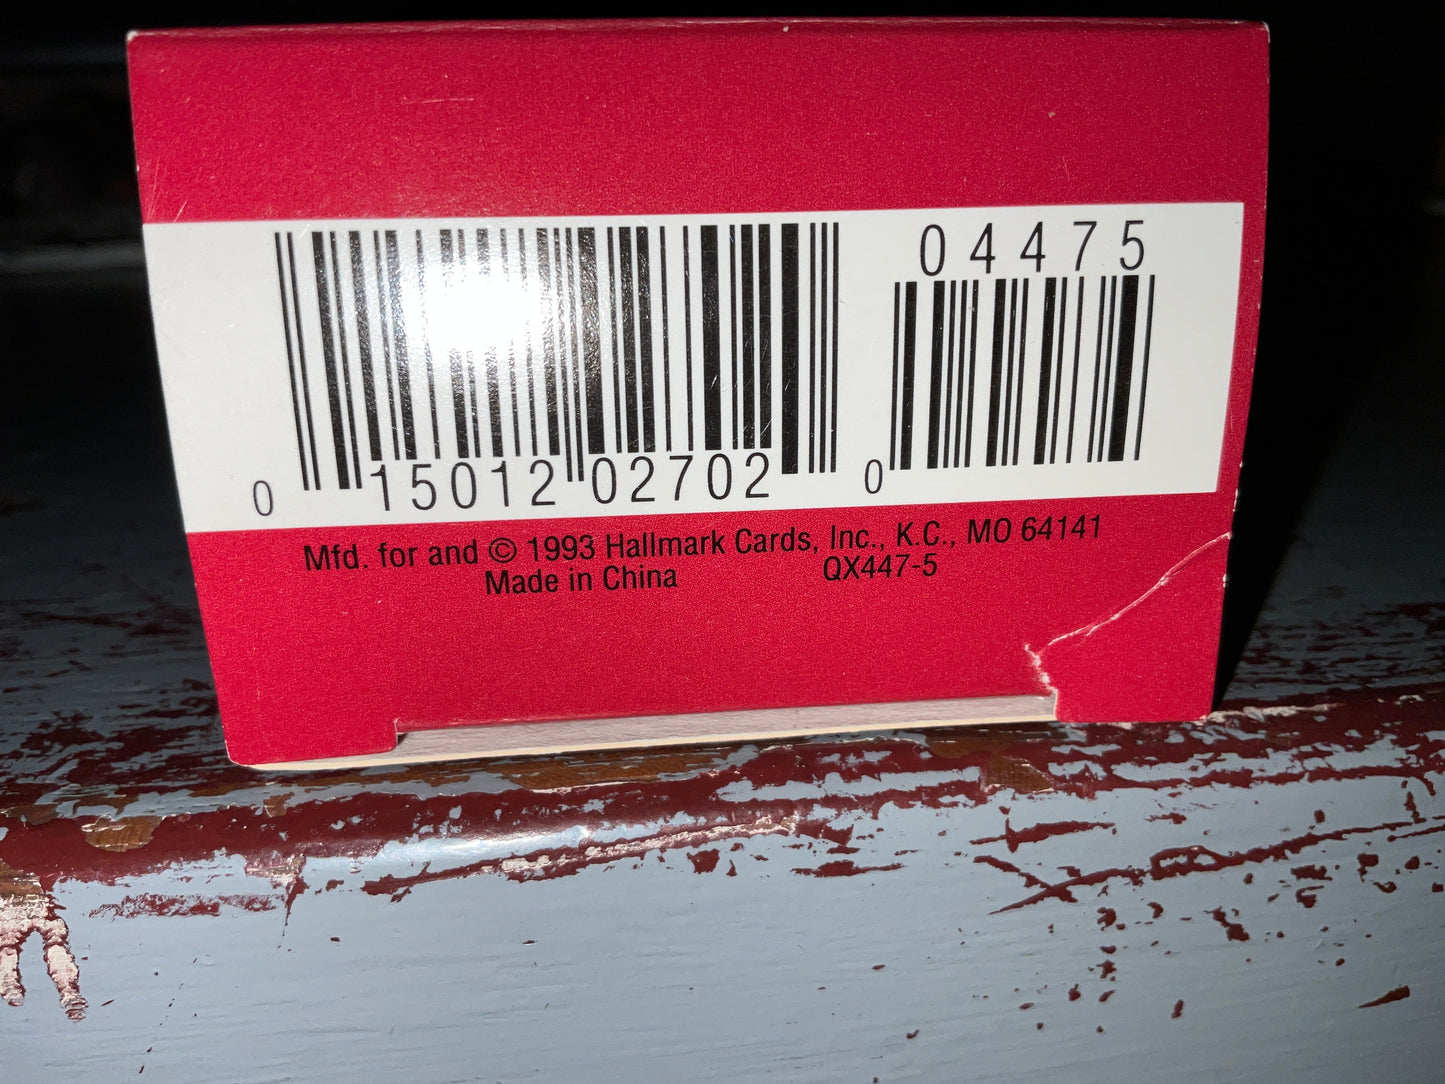 04475
0 15012 02702 0
Mfd. for and © 1993 Hallmark Cards, Inc., K.C., MO 64141
Made in China QX447-5